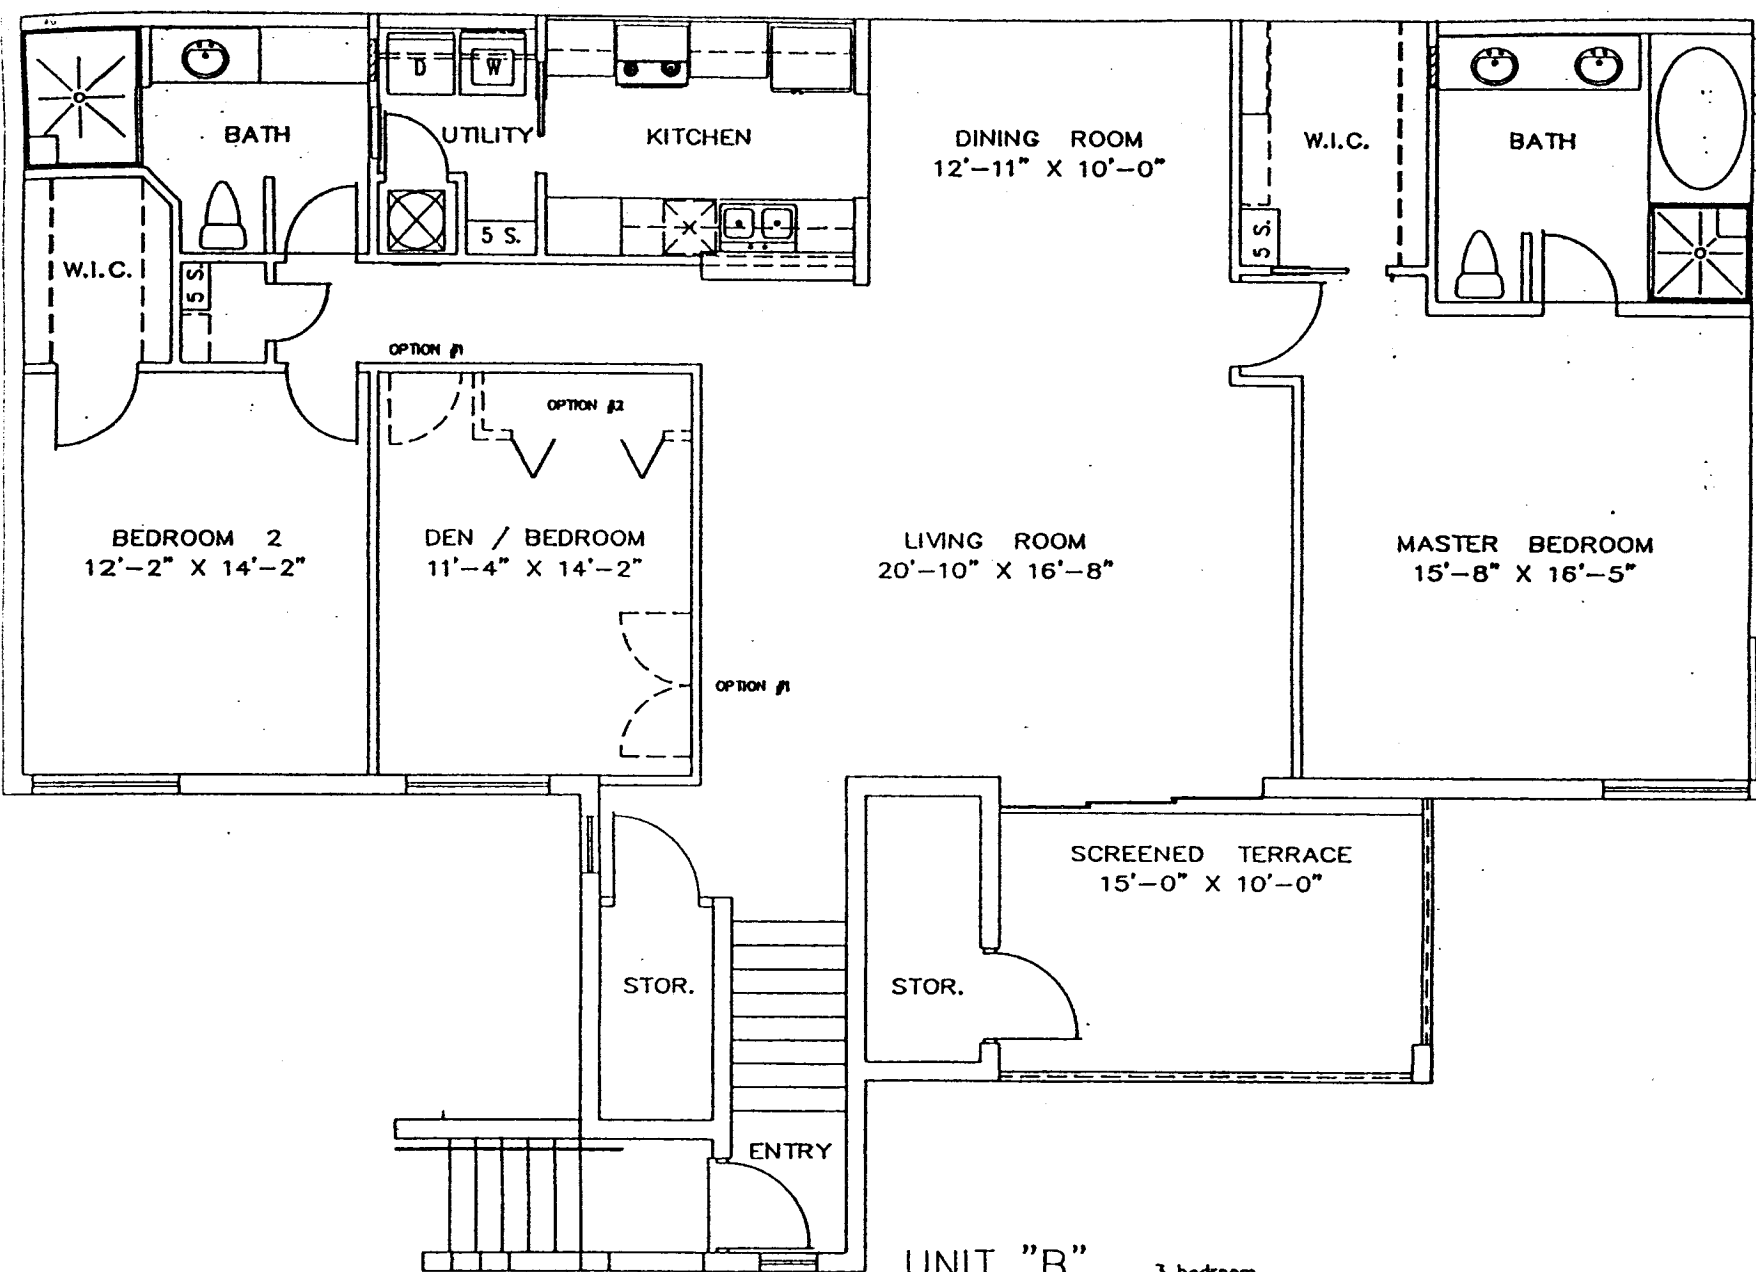 D
W
BATH
UTILITY
KITCHEN
DINING ROOM
12'-11" X 10'-0"
W.I.C.
BATH
5 S.
5 S.
W.I.C.
5 S.
OPTION #1
OPTION #2
BEDROOM 2
12'-2" X 14'-2"
DEN / BEDROOM
11'-4" X 14'-2"
LIVING ROOM
20'-10" X 16'-8"
MASTER BEDROOM
15'-8" X 16'-5"
OPTION #1
SCREENED TERRACE
15'-0" X 10'-0"
STOR.
STOR.
ENTRY
UNIT "B"
3 bedroom